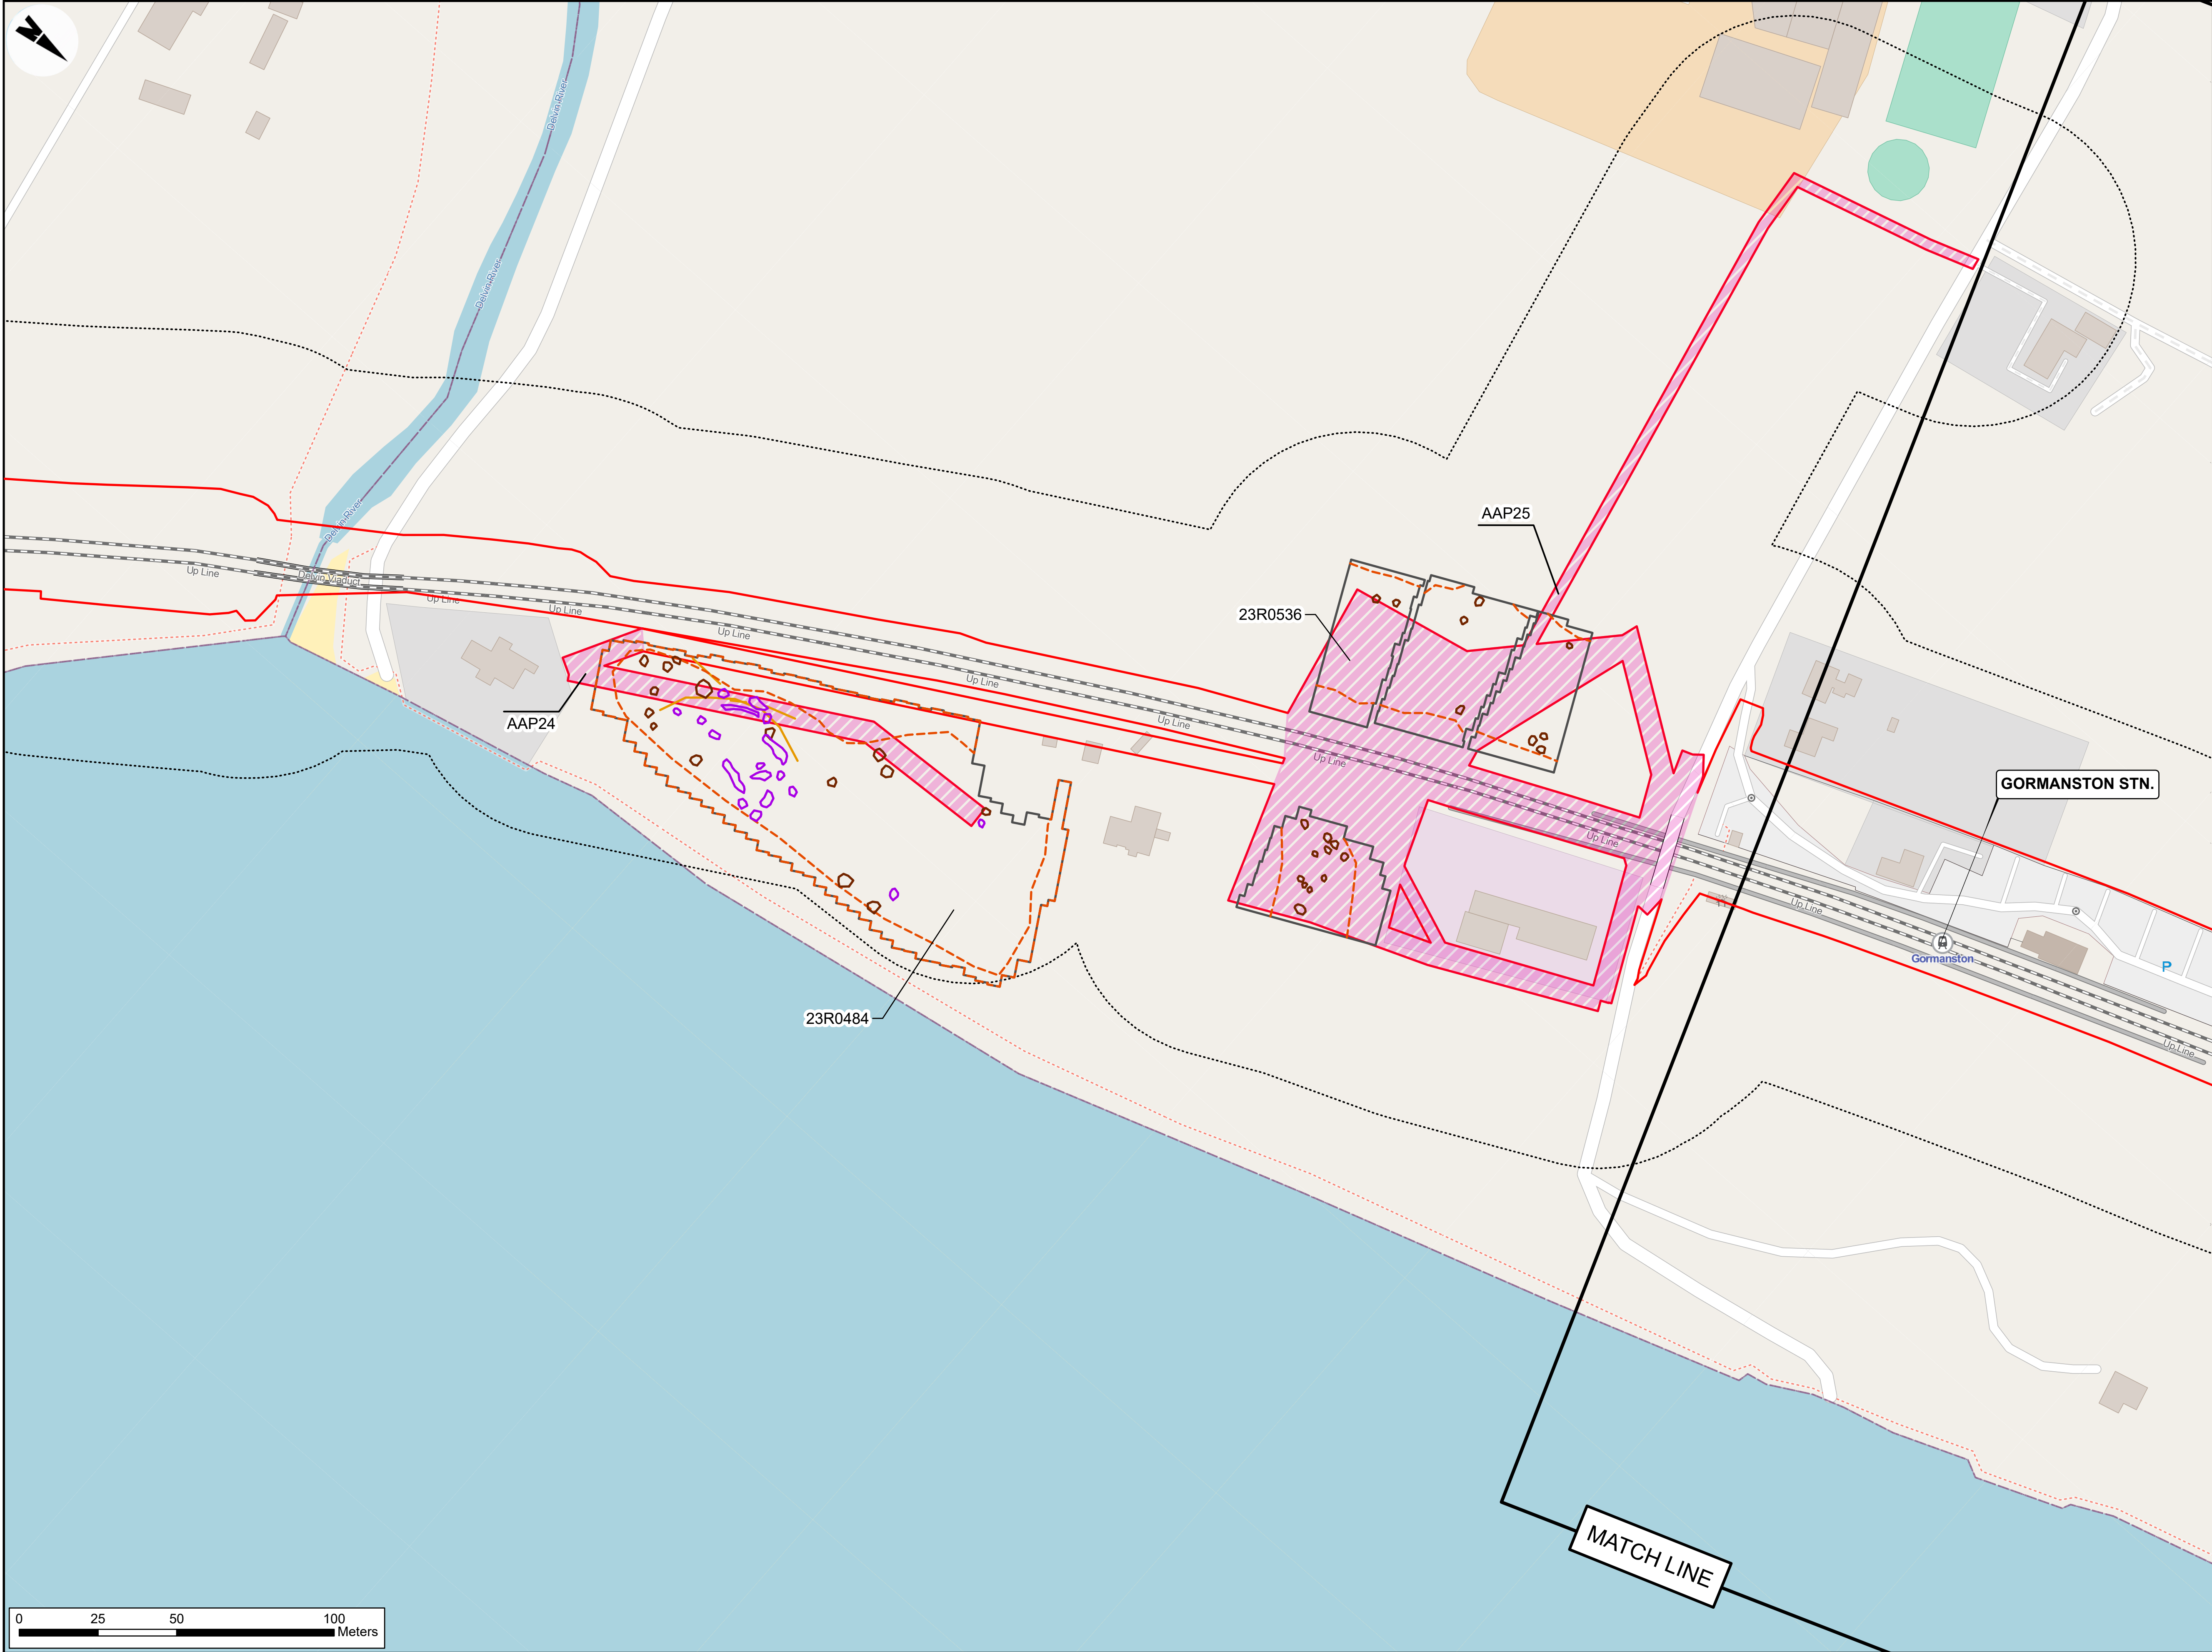 N
Delvin River
Delvin River
Delvin River
Up Line
Delvin Viaduct
Up Line
Up Line
Up Line
Up Line
Up Line
Up Line
Up Line
Up Line
Up Line
AAP25
23R0536
AAP24
23R0484
GORMANSTON STN.
Gormanston
P
MATCH LINE
0 25 50 100
Meters